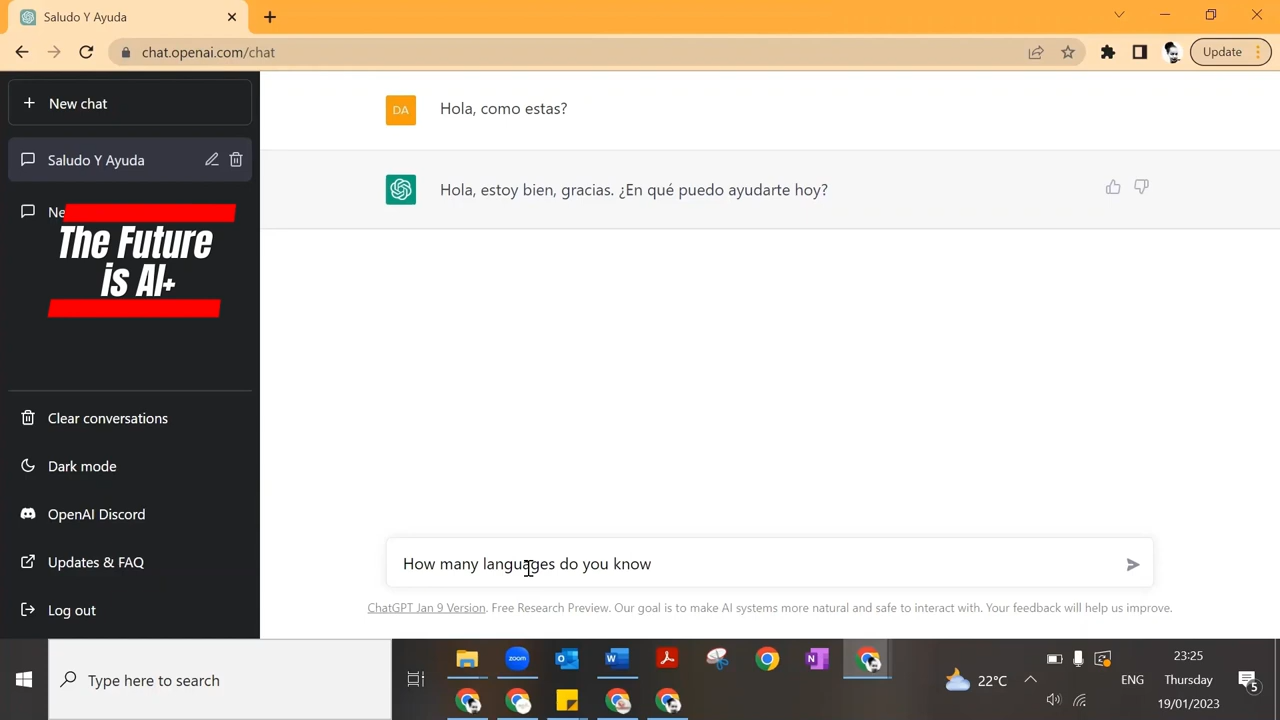 Saludo Y Ayuda
chat.openai.com/chat
Update
New chat
Saludo Y Ayuda
Ne
The Future
is AI+
Clear conversations
Dark mode
OpenAI Discord
Updates & FAQ
Log out
DA
Hola, como estas?
Hola, estoy bien, gracias. ¿En qué puedo ayudarte hoy?
How many languages do you know
ChatGPT Jan 9 Version. Free Research Preview. Our goal is to make AI systems more natural and safe to interact with. Your feedback will help us improve.
Type here to search
zoom
22°C
ENG
23:25
Thursday
19/01/2023
5